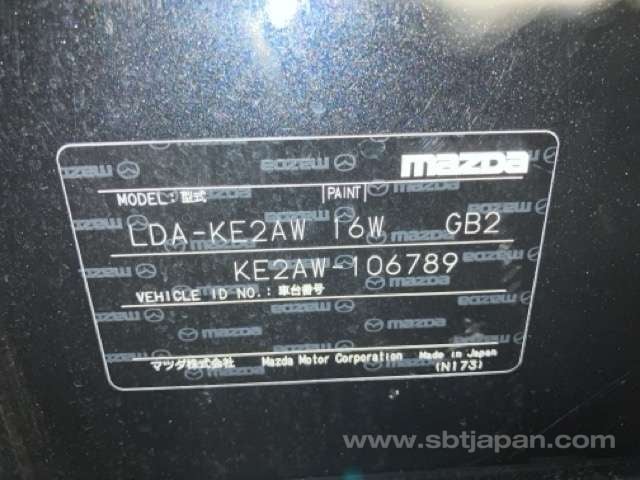 mazda
MODEL: 型式 PAINT
LDA-KE2AW 16W GB2
KE2AW-106789
VEHICLE ID NO.: 車台番号
マツダ株式会社 Mazda Motor Corporation Made in Japan
(N173)
www.sbtjapan.com